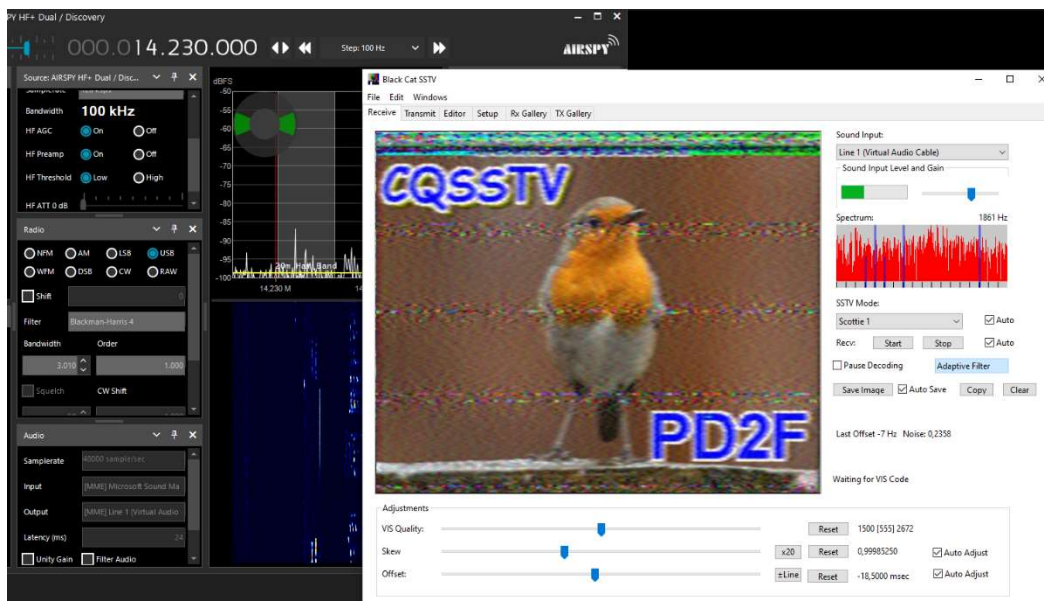 PY HF+ Dual / Discovery
000.014.230.000
Step: 100 Hz
AIRSPY
Source: AIRSPY HF+ Dual / Disc...
Bandwidth 100 kHz
HF AGC On Off
HF Preamp On Off
HF Threshold Low High
HF ATT 0 dB
Radio
NFM AM LSB USB
WFM DSB CW RAW
Shift 0
Filter Blackman-Harris 4
Bandwidth Order
3.010 1.000
Squelch CW Shift
Audio
Samplerate 48000 sample/sec
Input [MME] Microsoft Sound Ma
Output [MME] Line 1 (Virtual Audio
Latency (ms) 24
Unity Gain Filter Audio
dBFS
-50
-55
-60
-65
-70
-75
-80
-85
-90
-95
-100
20m Ham Band
14.230 M
Black Cat SSTV
File Edit Windows
Receive Transmit Editor Setup Rx Gallery TX Gallery
CQSSTV
PD2F
Sound Input:
Line 1 (Virtual Audio Cable)
Sound Input Level and Gain
Spectrum: 1861 Hz
SSTV Mode:
Scottie 1 Auto
Recv: Start Stop Auto
Pause Decoding Adaptive Filter
Save Image Auto Save Copy Clear
Last Offset -7 Hz Noise: 0,2358
Waiting for VIS Code
Adjustments
VIS Quality: Reset 1500 [555] 2672
Skew x20 Reset 0,99985250 Auto Adjust
Offset: ±Line Reset -18,5000 msec Auto Adjust